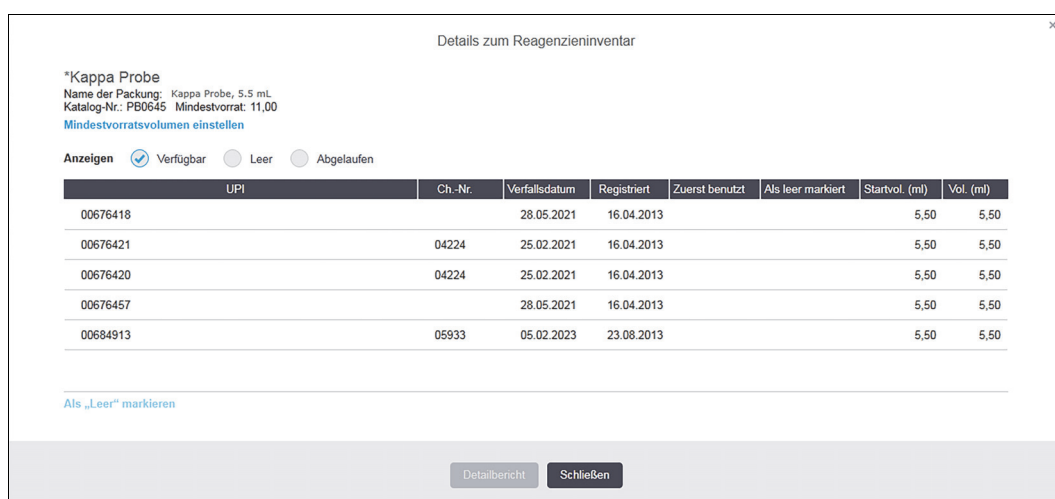 ×
Details zum Reagenzieninventar
*Kappa Probe
Name der Packung: Kappa Probe, 5.5 mL
Katalog-Nr.: PB0645 Mindestvorrat: 11,00
Mindestvorratsvolumen einstellen
Anzeigen Verfügbar Leer Abgelaufen
UPI Ch.-Nr. Verfallsdatum Registriert Zuerst benutzt Als leer markiert Startvol. (ml) Vol. (ml)
00676418 28.05.2021 16.04.2013 5,50 5,50
00676421 04224 25.02.2021 16.04.2013 5,50 5,50
00676420 04224 25.02.2021 16.04.2013 5,50 5,50
00676457 28.05.2021 16.04.2013 5,50 5,50
00684913 05933 05.02.2023 23.08.2013 5,50 5,50
Als „Leer“ markieren
Detailbericht Schließen